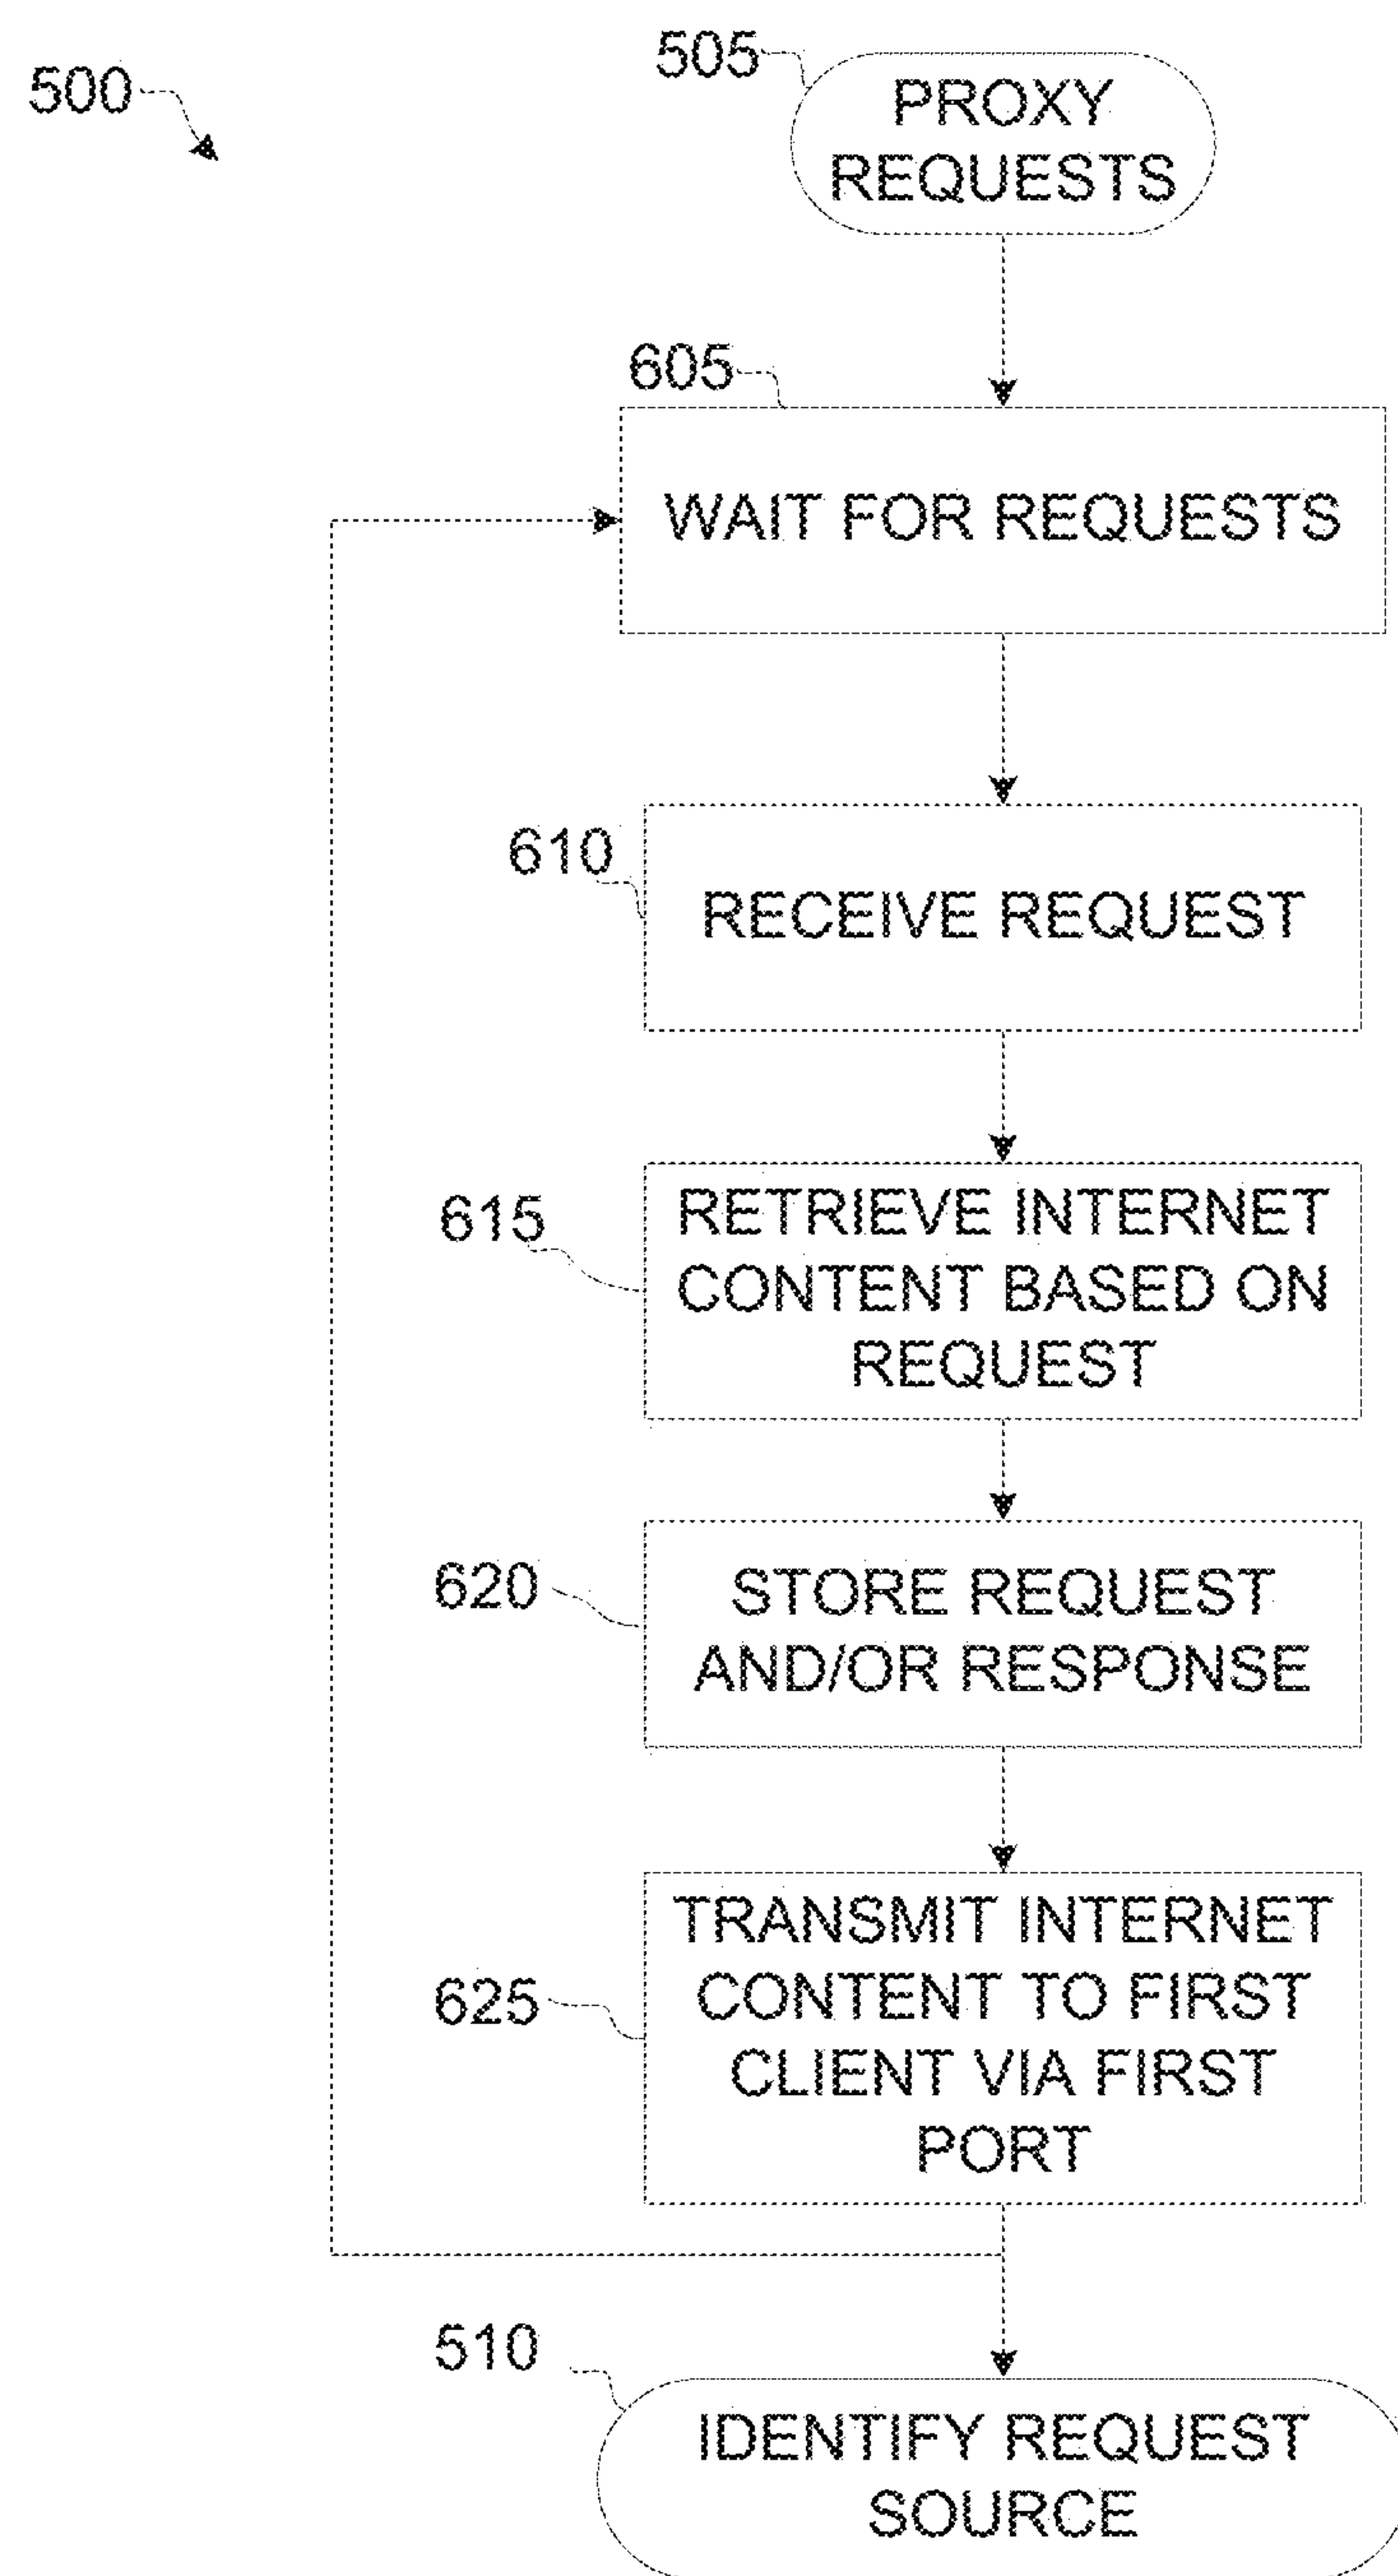 500
505
PROXY
REQUESTS
605
WAIT FOR REQUESTS
610
RECEIVE REQUEST
615
RETRIEVE INTERNET
CONTENT BASED ON
REQUEST
620
STORE REQUEST
AND/OR RESPONSE
625
TRANSMIT INTERNET
CONTENT TO FIRST
CLIENT VIA FIRST
PORT
510
IDENTIFY REQUEST
SOURCE